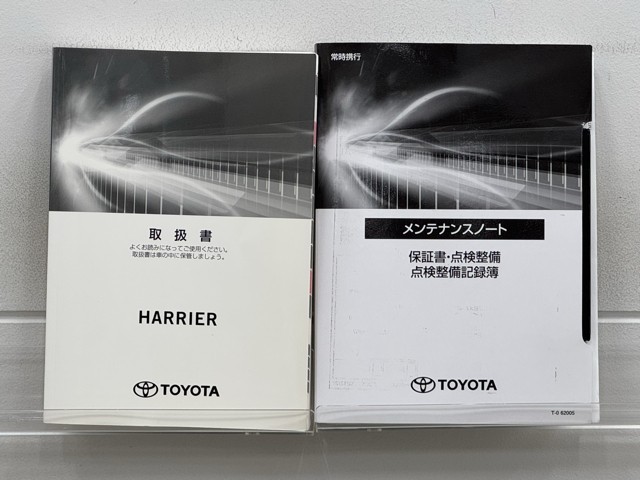 取扱書
よくお読みになってご使用ください。
取扱書は車の中に保管しましょう。
HARRIER
TOYOTA
常時携行
メンテナンスノート
保証書・点検整備
点検整備記録簿
TOYOTA
T-G 62005